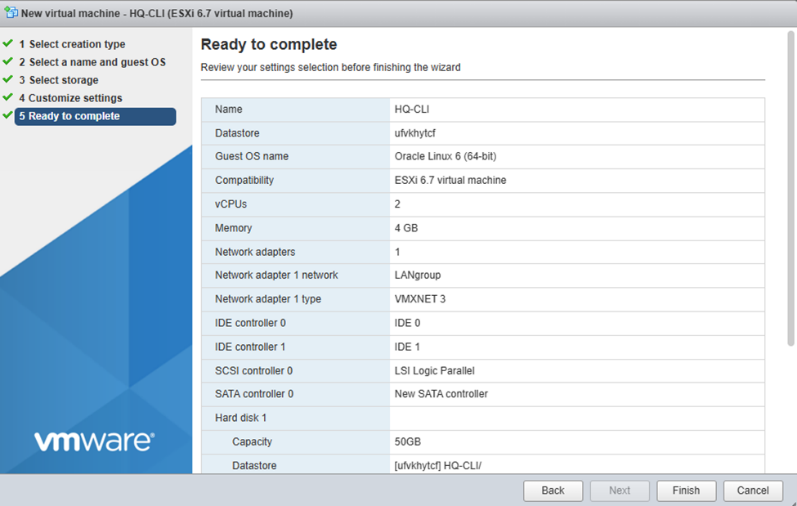 New virtual machine - HQ-CLI (ESXi 6.7 virtual machine)
1 Select creation type
2 Select a name and guest OS
3 Select storage
4 Customize settings
5 Ready to complete
vmware®
Ready to complete
Review your settings selection before finishing the wizard
Name HQ-CLI
Datastore ufvkhytcf
Guest OS name Oracle Linux 6 (64-bit)
Compatibility ESXi 6.7 virtual machine
vCPUs 2
Memory 4 GB
Network adapters 1
Network adapter 1 network LANgroup
Network adapter 1 type VMXNET 3
IDE controller 0 IDE 0
IDE controller 1 IDE 1
SCSI controller 0 LSI Logic Parallel
SATA controller 0 New SATA controller
Hard disk 1
Capacity 50GB
Datastore [ufvkhytcf] HQ-CLI/
Back Next Finish Cancel